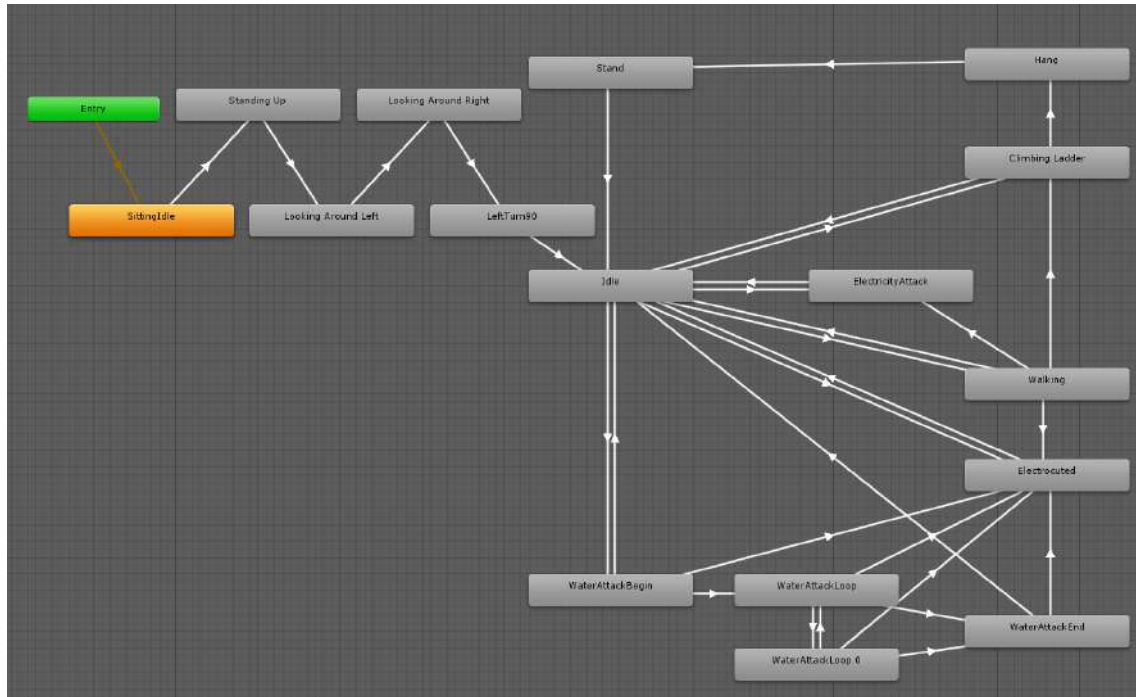 Hang
Stand
Standing Up
Looking Around Right
Entry
Climbing Ladder
SittingIdle
Looking Around Left
LeftTurn90
Idle
ElectricityAttack
Walking
Electrocuted
WaterAttackBegin
WaterAttackLoop
WaterAttackEnd
WaterAttackLoop 0